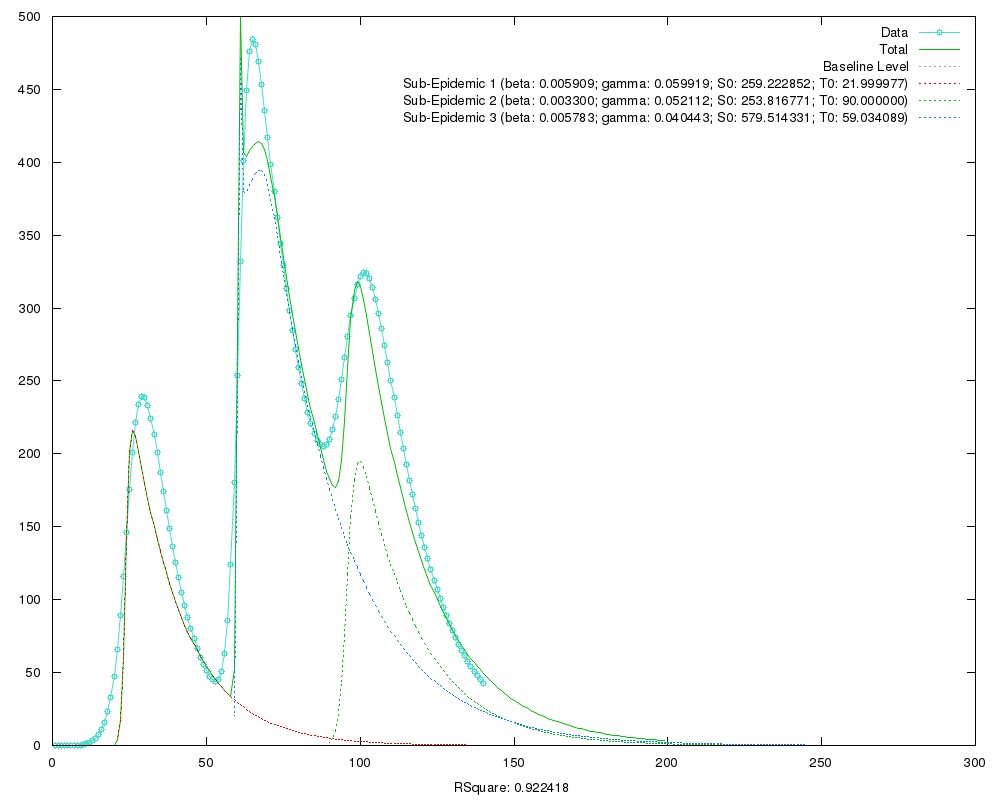 500
450
400
350
300
250
200
150
100
50
0
0 50 100 150 200 250 300
Data
Total
Baseline Level
Sub-Epidemic 1 (beta: 0.005909; gamma: 0.059919; S0: 259.222852; T0: 21.999977)
Sub-Epidemic 2 (beta: 0.003300; gamma: 0.052112; S0: 253.816771; T0: 90.000000)
Sub-Epidemic 3 (beta: 0.005783; gamma: 0.040443; S0: 579.514331; T0: 59.034089)
RSquare: 0.922418